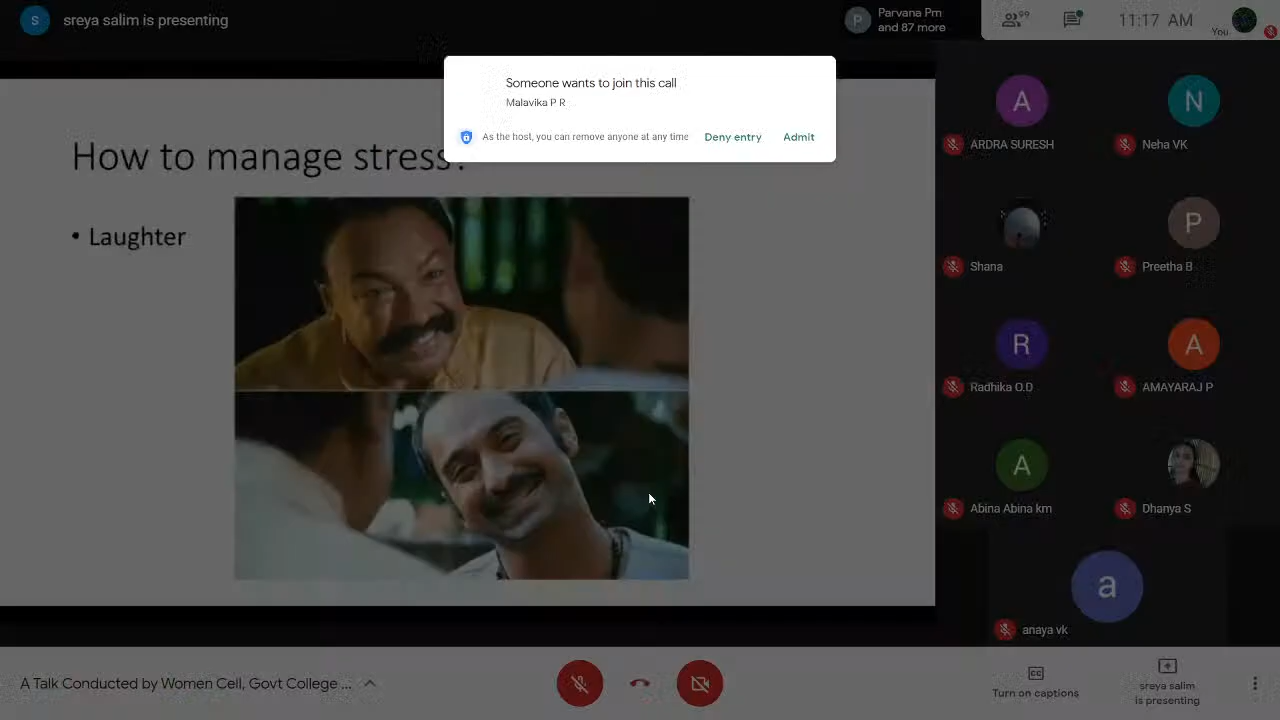 S
sreya salim is presenting
P
Parvana Pm
and 87 more
99
11:17 AM
You
Someone wants to join this call
Malavika P R
As the host, you can remove anyone at any time
Deny entry
Admit
How to manage stress?
• Laughter
A
ARDRA SURESH
N
Neha VK
Shana
P
Preetha B
R
Radhika O.D
A
AMAYARAJ P
A
Abina Abina km
Dhanya S
a
anaya vk
A Talk Conducted by Women Cell, Govt College ...
CC
Turn on captions
sreya salim
is presenting